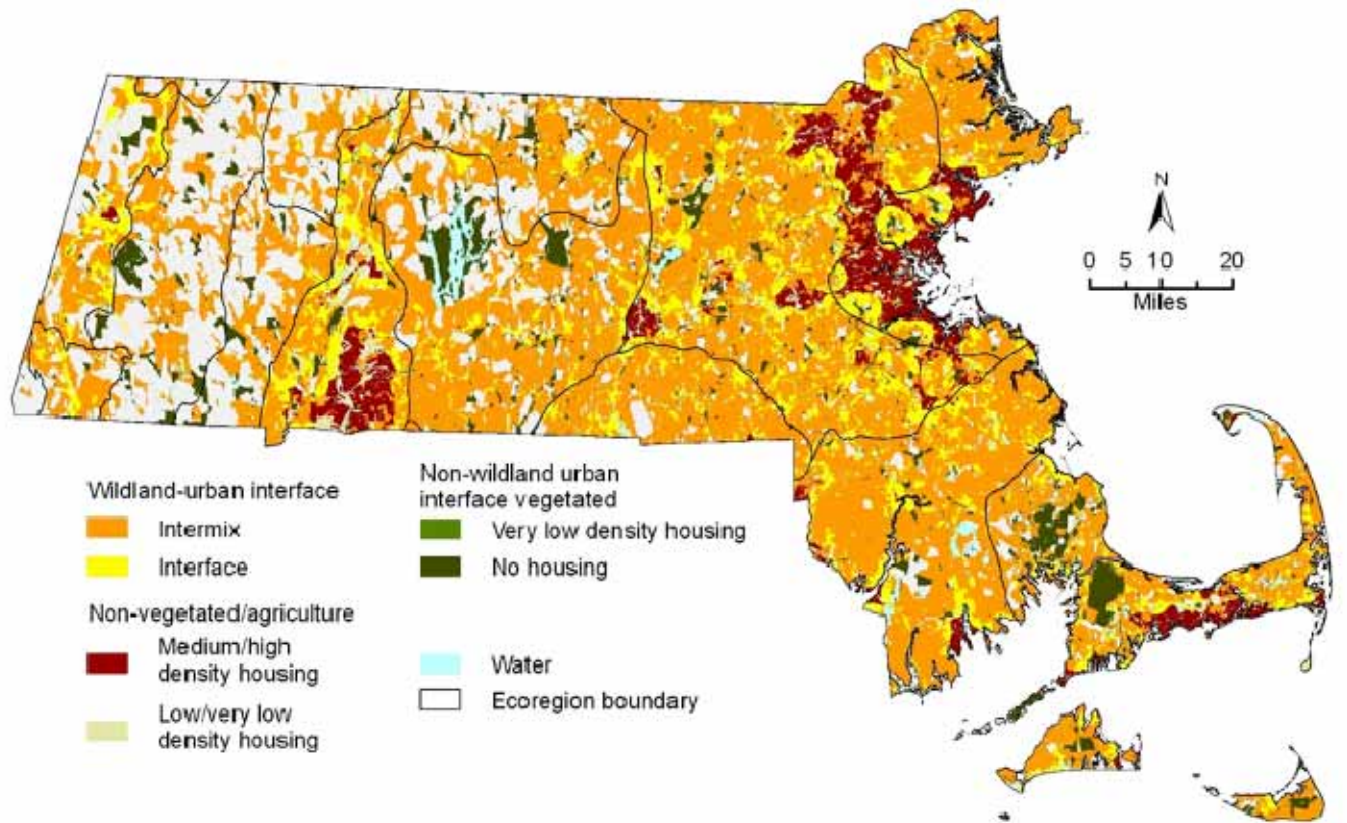 N
0 5 10 20
Miles
Wildland-urban interface
Intermix
Interface
Non-vegetated/agriculture
Medium/high
density housing
Low/very low
density housing
Non-wildland urban
interface vegetated
Very low density housing
No housing
Water
Ecoregion boundary